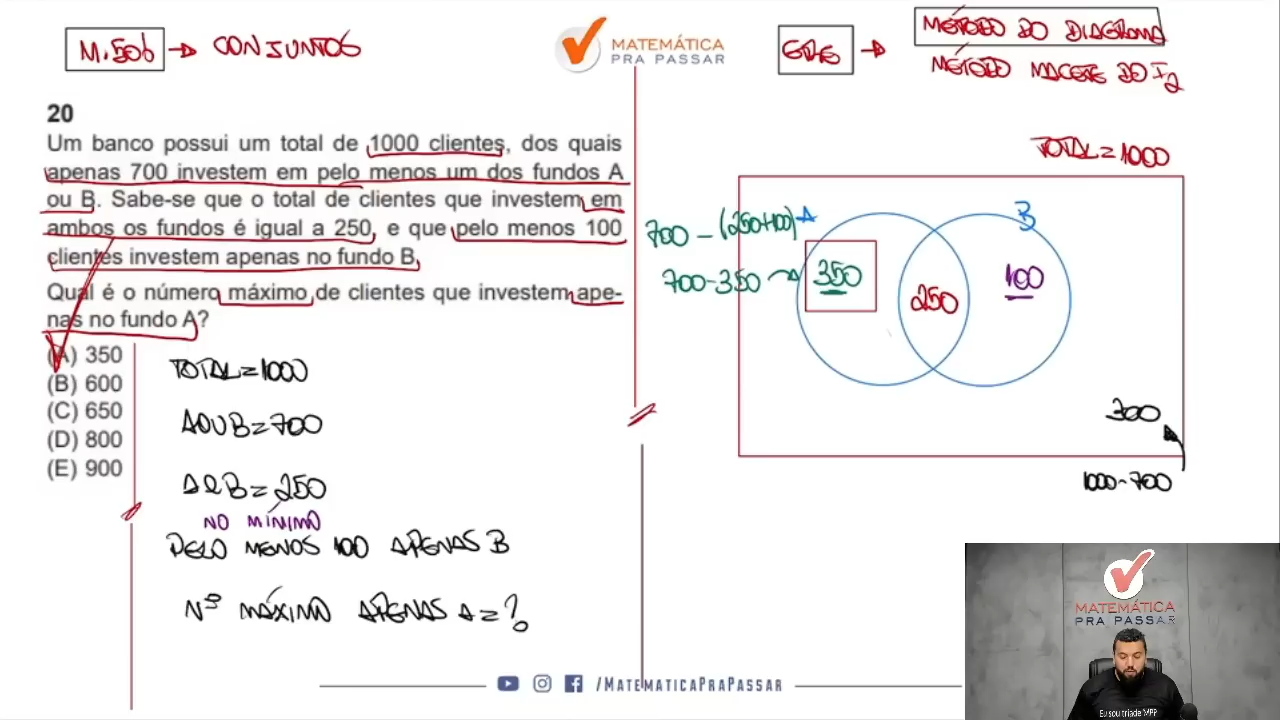 M.50b → CONJUNTOS
MATEMÁTICA
PRA PASSAR
→ MÉTODO DO DIAGRAMA
MÉTODO MACETE DO I2
20
Um banco possui um total de 1000 clientes, dos quais
apenas 700 investem em pelo menos um dos fundos A
ou B. Sabe-se que o total de clientes que investem em
ambos os fundos é igual a 250, e que pelo menos 100
clientes investem apenas no fundo B.
Qual é o número máximo de clientes que investem ape-
nas no fundo A?
(A) 350
(B) 600
(C) 650
(D) 800
(E) 900
TOTAL=1000
A OU B=700
A e B=250
NO MÍNIMO
PELO MENOS 100 APENAS B
Nº MÁXIMO APENAS A=?
TOTAL=1000
A
B
700-(250+100)
700-350 → 350
250
100
300
1000-700
MATEMÁTICA
PRA PASSAR
Eu sou tríade MPP
/MATEMATICAPRAPASSAR